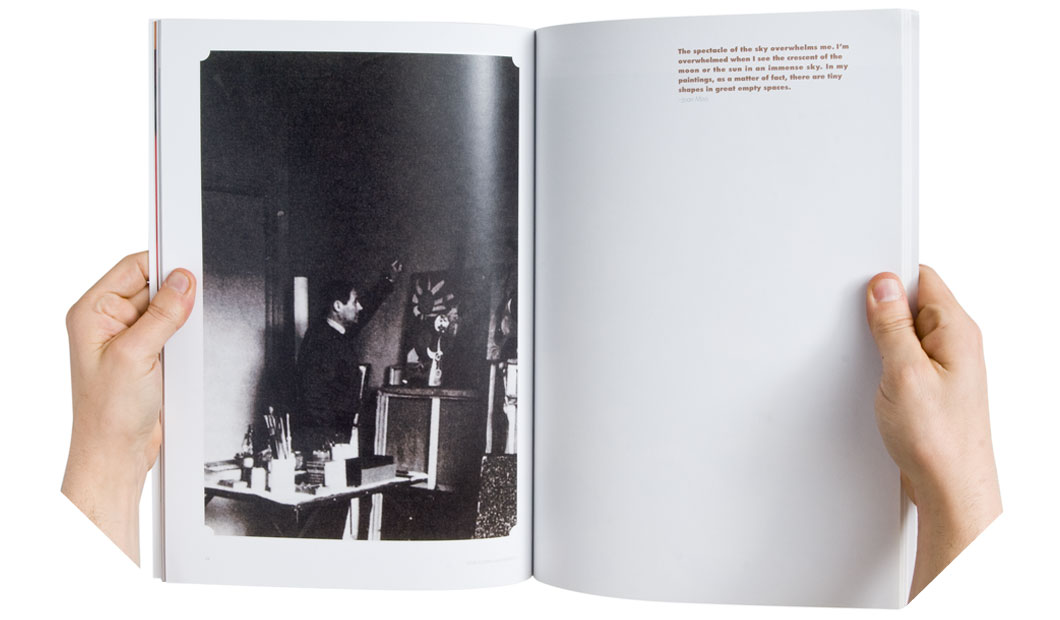 The spectacle of the sky overwhelms me. I'm
overwhelmed when I see the crescent of the
moon or the sun in an immense sky. In my
paintings, as a matter of fact, there are tiny
shapes in great empty spaces.